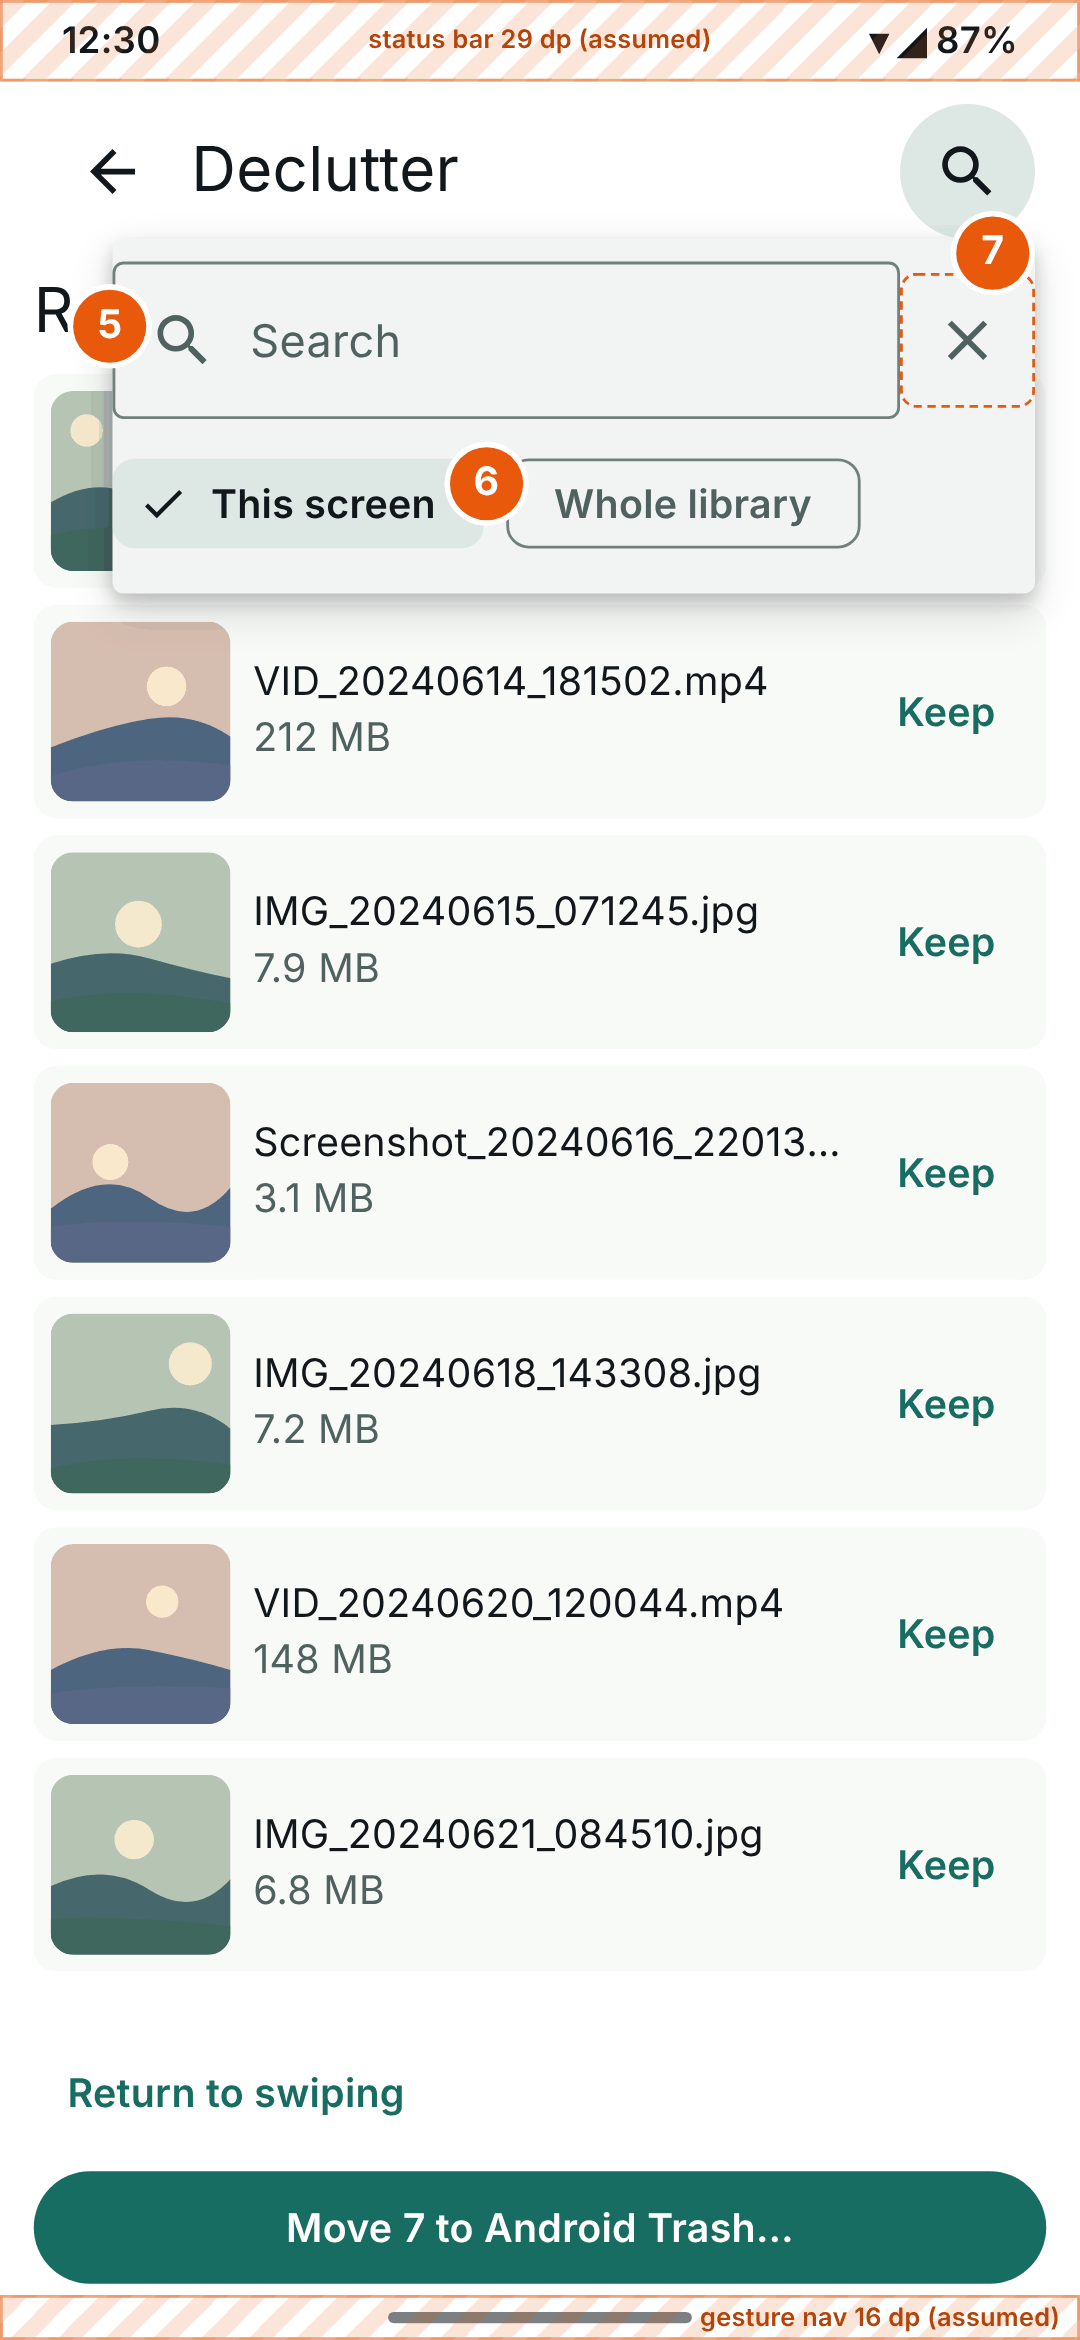 12:30
status bar 29 dp (assumed)
87%
Declutter
7
R
5
Search
This screen
6
Whole library
VID_20240614_181502.mp4
212 MB
Keep
IMG_20240615_071245.jpg
7.9 MB
Keep
Screenshot_20240616_22013...
3.1 MB
Keep
IMG_20240618_143308.jpg
7.2 MB
Keep
VID_20240620_120044.mp4
148 MB
Keep
IMG_20240621_084510.jpg
6.8 MB
Keep
Return to swiping
Move 7 to Android Trash...
gesture nav 16 dp (assumed)